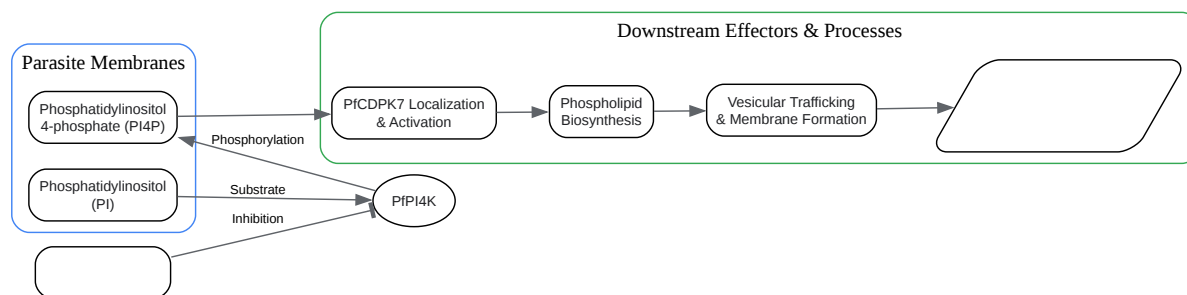 Downstream Effectors & Processes
Parasite Membranes
Phosphatidylinositol
4-phosphate (PI4P)
PfCDPK7 Localization
& Activation
Phospholipid
Biosynthesis
Vesicular Trafficking
& Membrane Formation
Phosphorylation
Phosphatidylinositol
(PI)
Substrate
PfPI4K
Inhibition